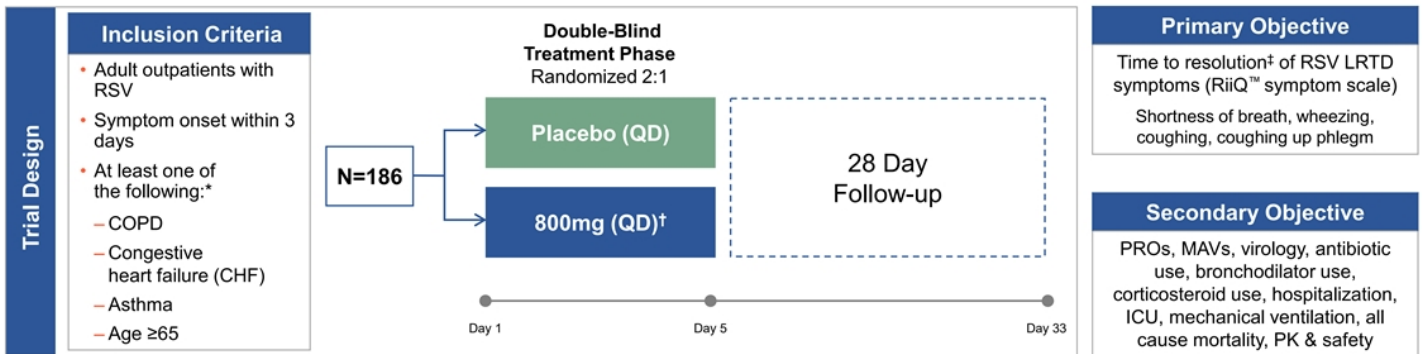 Trial Design
Inclusion Criteria
• Adult outpatients with
RSV
• Symptom onset within 3
days
• At least one of
the following:*
– COPD
– Congestive
heart failure (CHF)
– Asthma
– Age ≥65
N=186
Double-Blind
Treatment Phase
Randomized 2:1
Placebo (QD)
800mg (QD)†
28 Day
Follow-up
Day 1
Day 5
Day 33
Primary Objective
Time to resolution‡ of RSV LRTD
symptoms (RiiQ™ symptom scale)
Shortness of breath, wheezing,
coughing, coughing up phlegm
Secondary Objective
PROs, MAVs, virology, antibiotic
use, bronchodilator use,
corticosteroid use, hospitalization,
ICU, mechanical ventilation, all
cause mortality, PK & safety